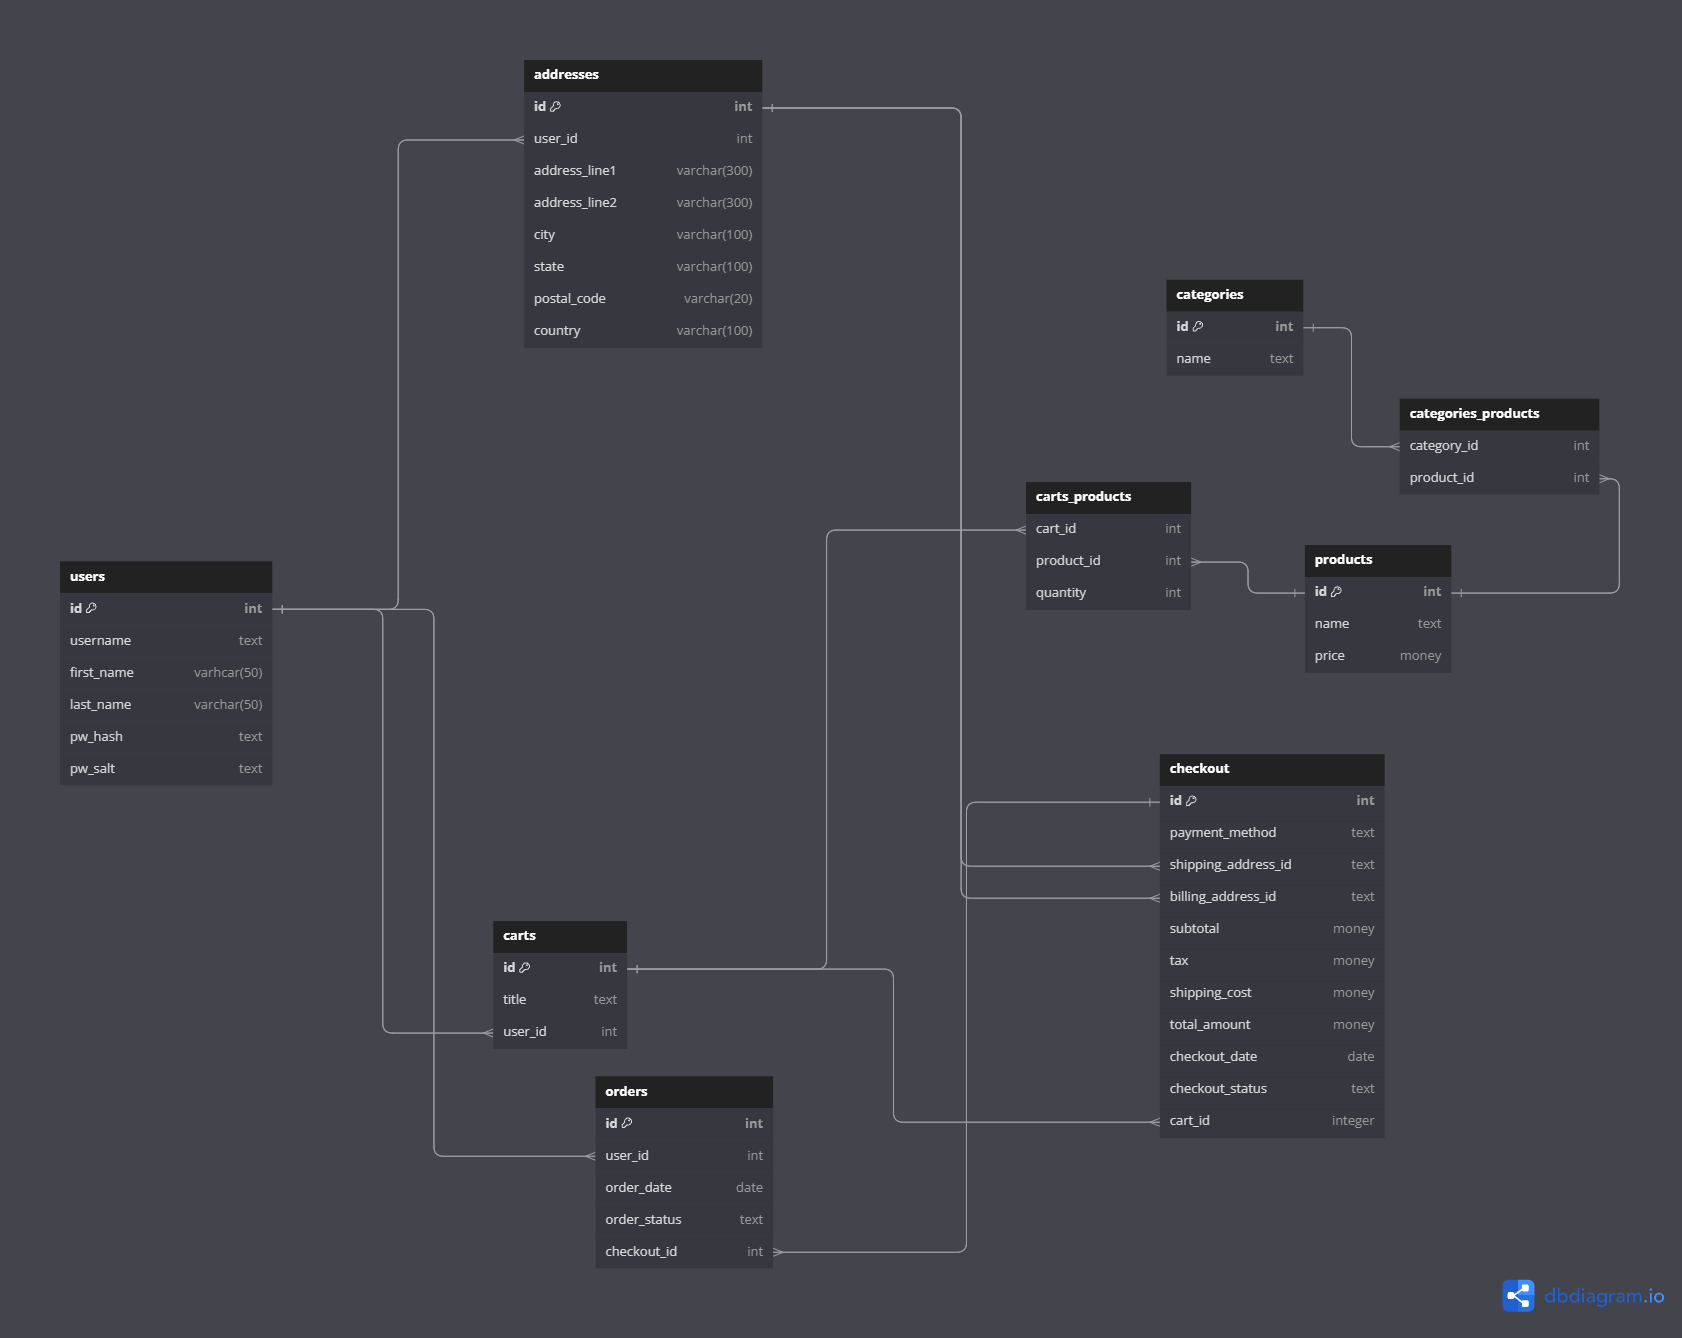 addresses
id int
user_id int
address_line1 varchar(300)
address_line2 varchar(300)
city varchar(100)
state varchar(100)
postal_code varchar(20)
country varchar(100)
categories
id int
name text
categories_products
category_id int
product_id int
carts_products
cart_id int
product_id int
quantity int
products
id int
name text
price money
users
id int
username text
first_name varhcar(50)
last_name varchar(50)
pw_hash text
pw_salt text
checkout
id int
payment_method text
shipping_address_id text
billing_address_id text
subtotal money
tax money
shipping_cost money
total_amount money
checkout_date date
checkout_status text
cart_id integer
carts
id int
title text
user_id int
orders
id int
user_id int
order_date date
order_status text
checkout_id int
dbdiagram.io